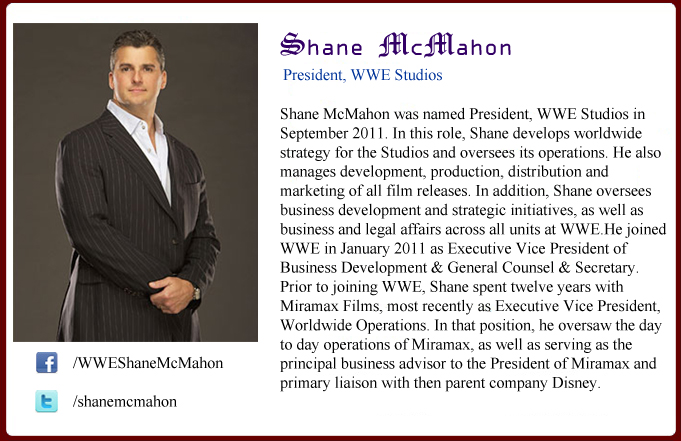 Shane McMahon
President, WWE Studios
Shane McMahon was named President, WWE Studios in
September 2011. In this role, Shane develops worldwide
strategy for the Studios and oversees its operations. He also
manages development, production, distribution and
marketing of all film releases. In addition, Shane oversees
business development and strategic initiatives, as well as
business and legal affairs across all units at WWE.He joined
WWE in January 2011 as Executive Vice President of
Business Development & General Counsel & Secretary.
Prior to joining WWE, Shane spent twelve years with
Miramax Films, most recently as Executive Vice President,
Worldwide Operations. In that position, he oversaw the day
to day operations of Miramax, as well as serving as the
principal business advisor to the President of Miramax and
primary liaison with then parent company Disney.
/WWEShaneMcMahon
/shanemcmahon